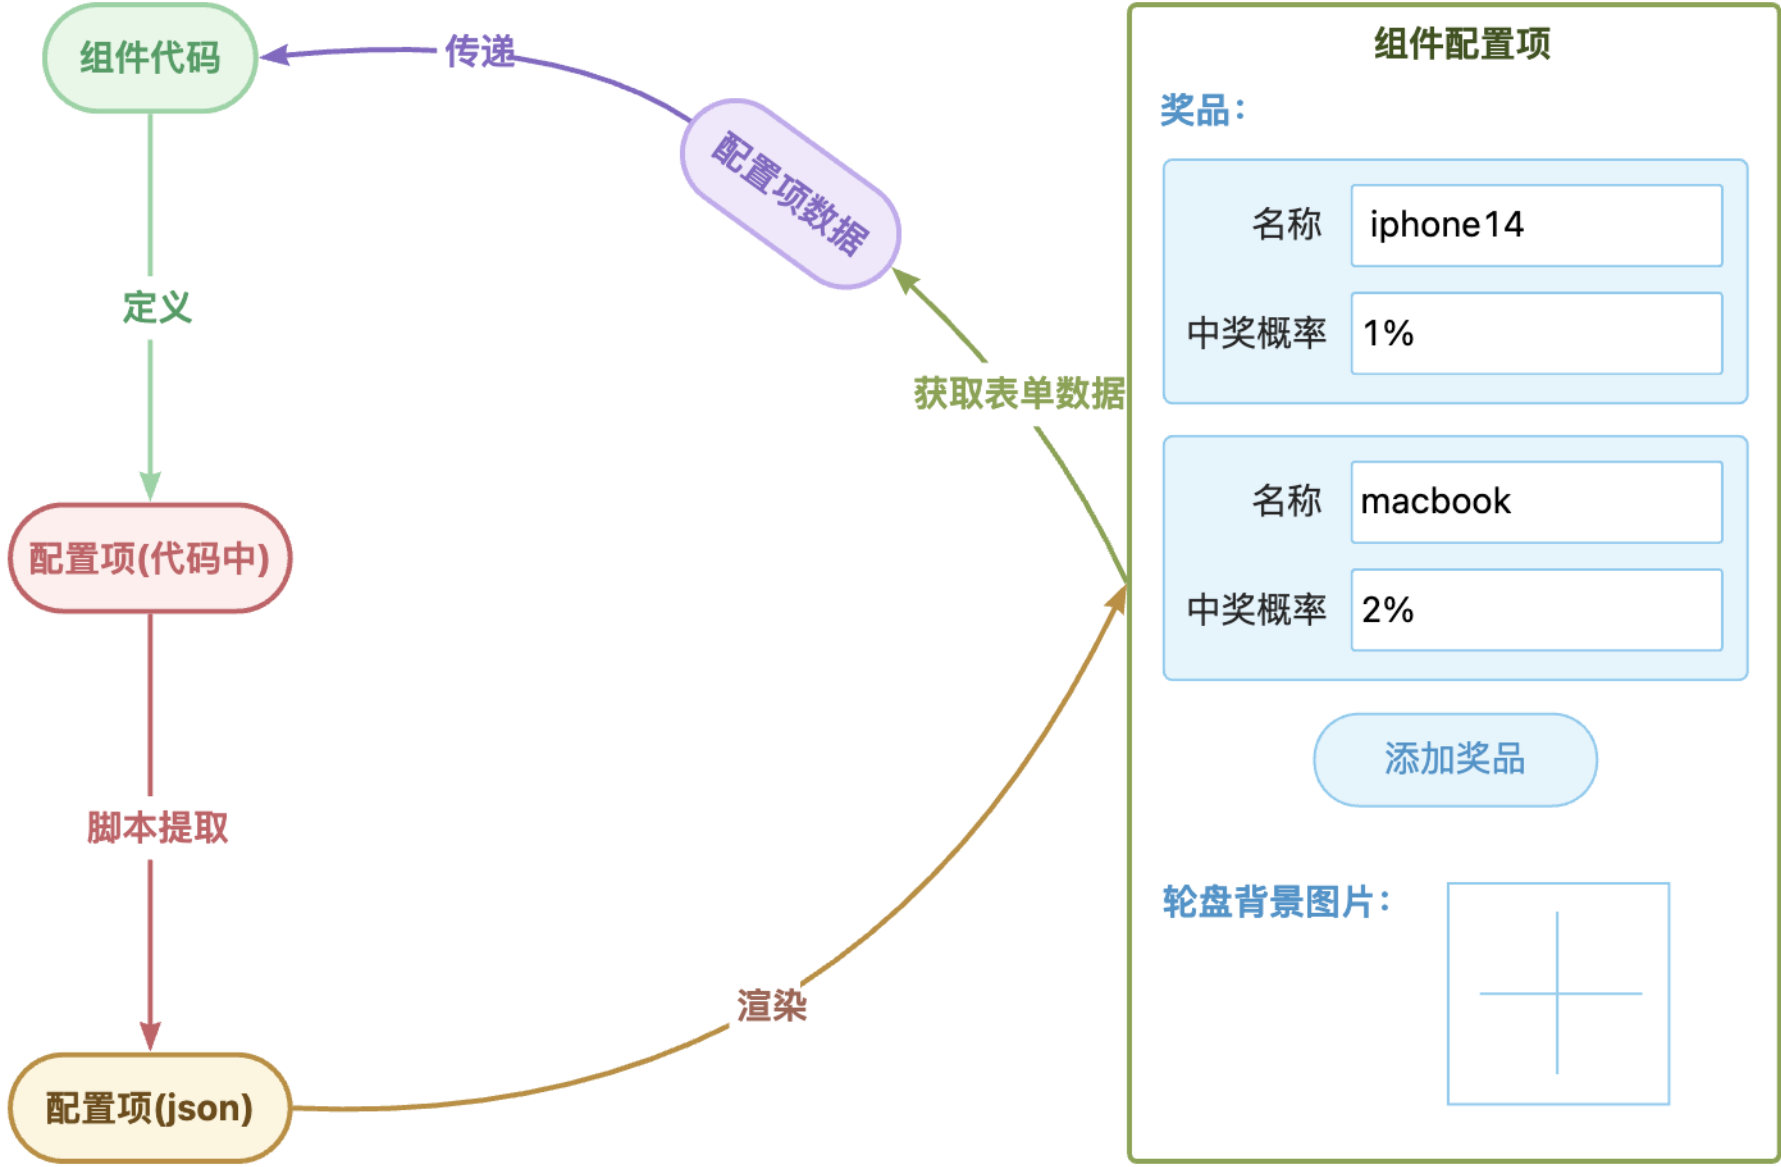 组件代码
传递
配置项数据
定义
获取表单数据
配置项(代码中)
脚本提取
配置项(json)
渲染
组件配置项
奖品：
名称 iphone14
中奖概率 1%
名称 macbook
中奖概率 2%
添加奖品
轮盘背景图片：